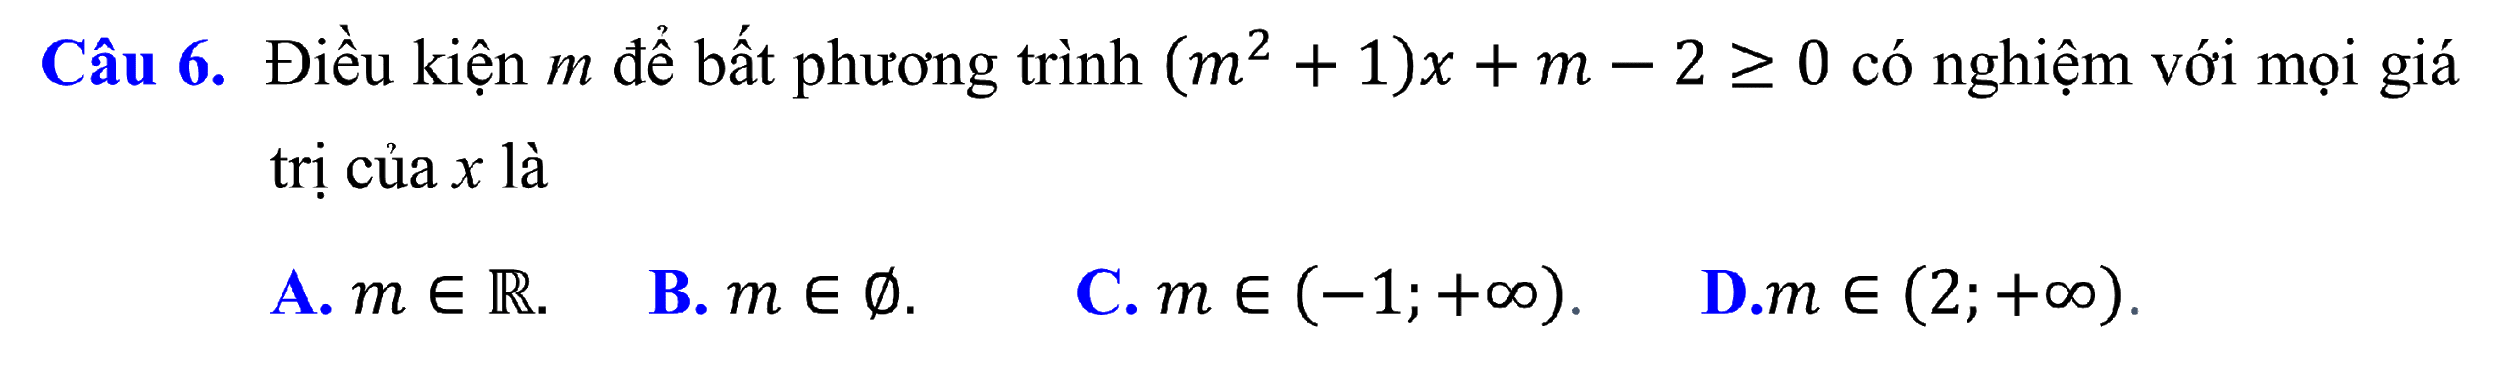 Câu 6. Điều kiện m để bất phương trình (m² + 1)x + m − 2 ≥ 0 có nghiệm với mọi giá
trị của x là
A. m ∈ ℝ. B. m ∈ ∅. C. m ∈ (−1; +∞). D.m ∈ (2; +∞).